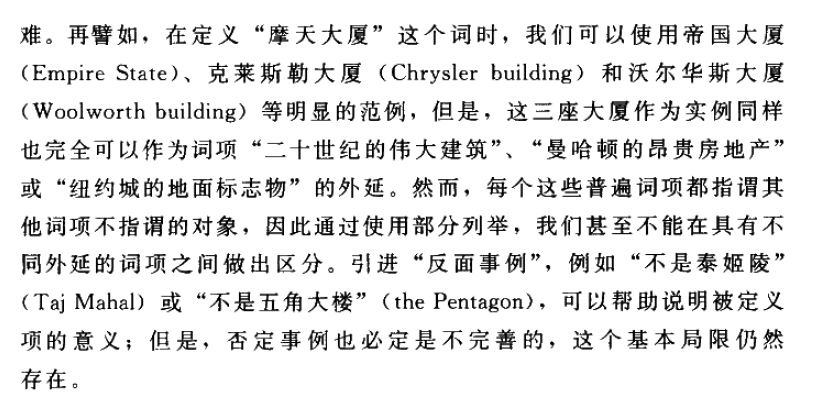 难。再譬如，在定义“摩天大厦”这个词时，我们可以使用帝国大厦
（Empire State）、克莱斯勒大厦（Chrysler building）和沃尔华斯大厦
（Woolworth building）等明显的范例，但是，这三座大厦作为实例同样
也完全可以作为词项“二十世纪的伟大建筑”、“曼哈顿的昂贵房地产”
或“纽约城的地面标志物”的外延。然而，每个这些普遍词项都指谓其
他词项不指谓的对象，因此通过使用部分列举，我们甚至不能在具有不
同外延的词项之间做出区分。引进“反面事例”，例如“不是泰姬陵”
（Taj Mahal）或“不是五角大楼”（the Pentagon），可以帮助说明被定义
项的意义；但是，否定事例也必定是不完善的，这个基本局限仍然
存在。